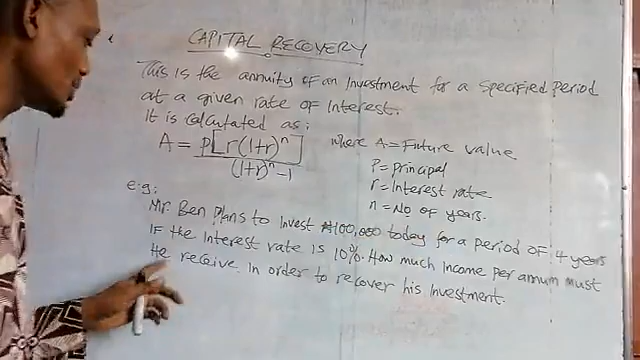 CAPITAL RECOVERY
This is the annuity of an Investment for a Specified Period
at a given rate of Interest.
It is calculated as:
A = P[r(1+r)^n] / (1+r)^n-1 where A = Future value
P = principal
r = Interest rate
n = No of years.
e.g:
Mr. Ben plans to Invest ₦100,000 today for a period OF 4 years
IF the Interest rate is 10%. How much Income per annum must
He receive In order to recover his Investment.